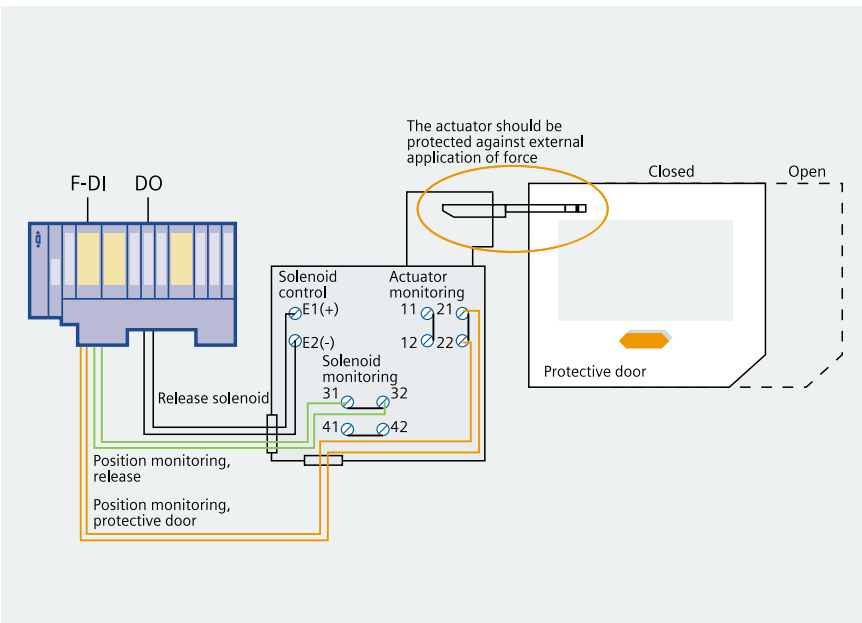 The actuator should be
protected against external
application of force
Closed
Open
F-DI
DO
Solenoid
control
Actuator
monitoring
E1(+)
11
21
E2(-)
12
22
Solenoid
monitoring
31
32
41
42
Release solenoid
Protective door
Position monitoring,
release
Position monitoring,
protective door